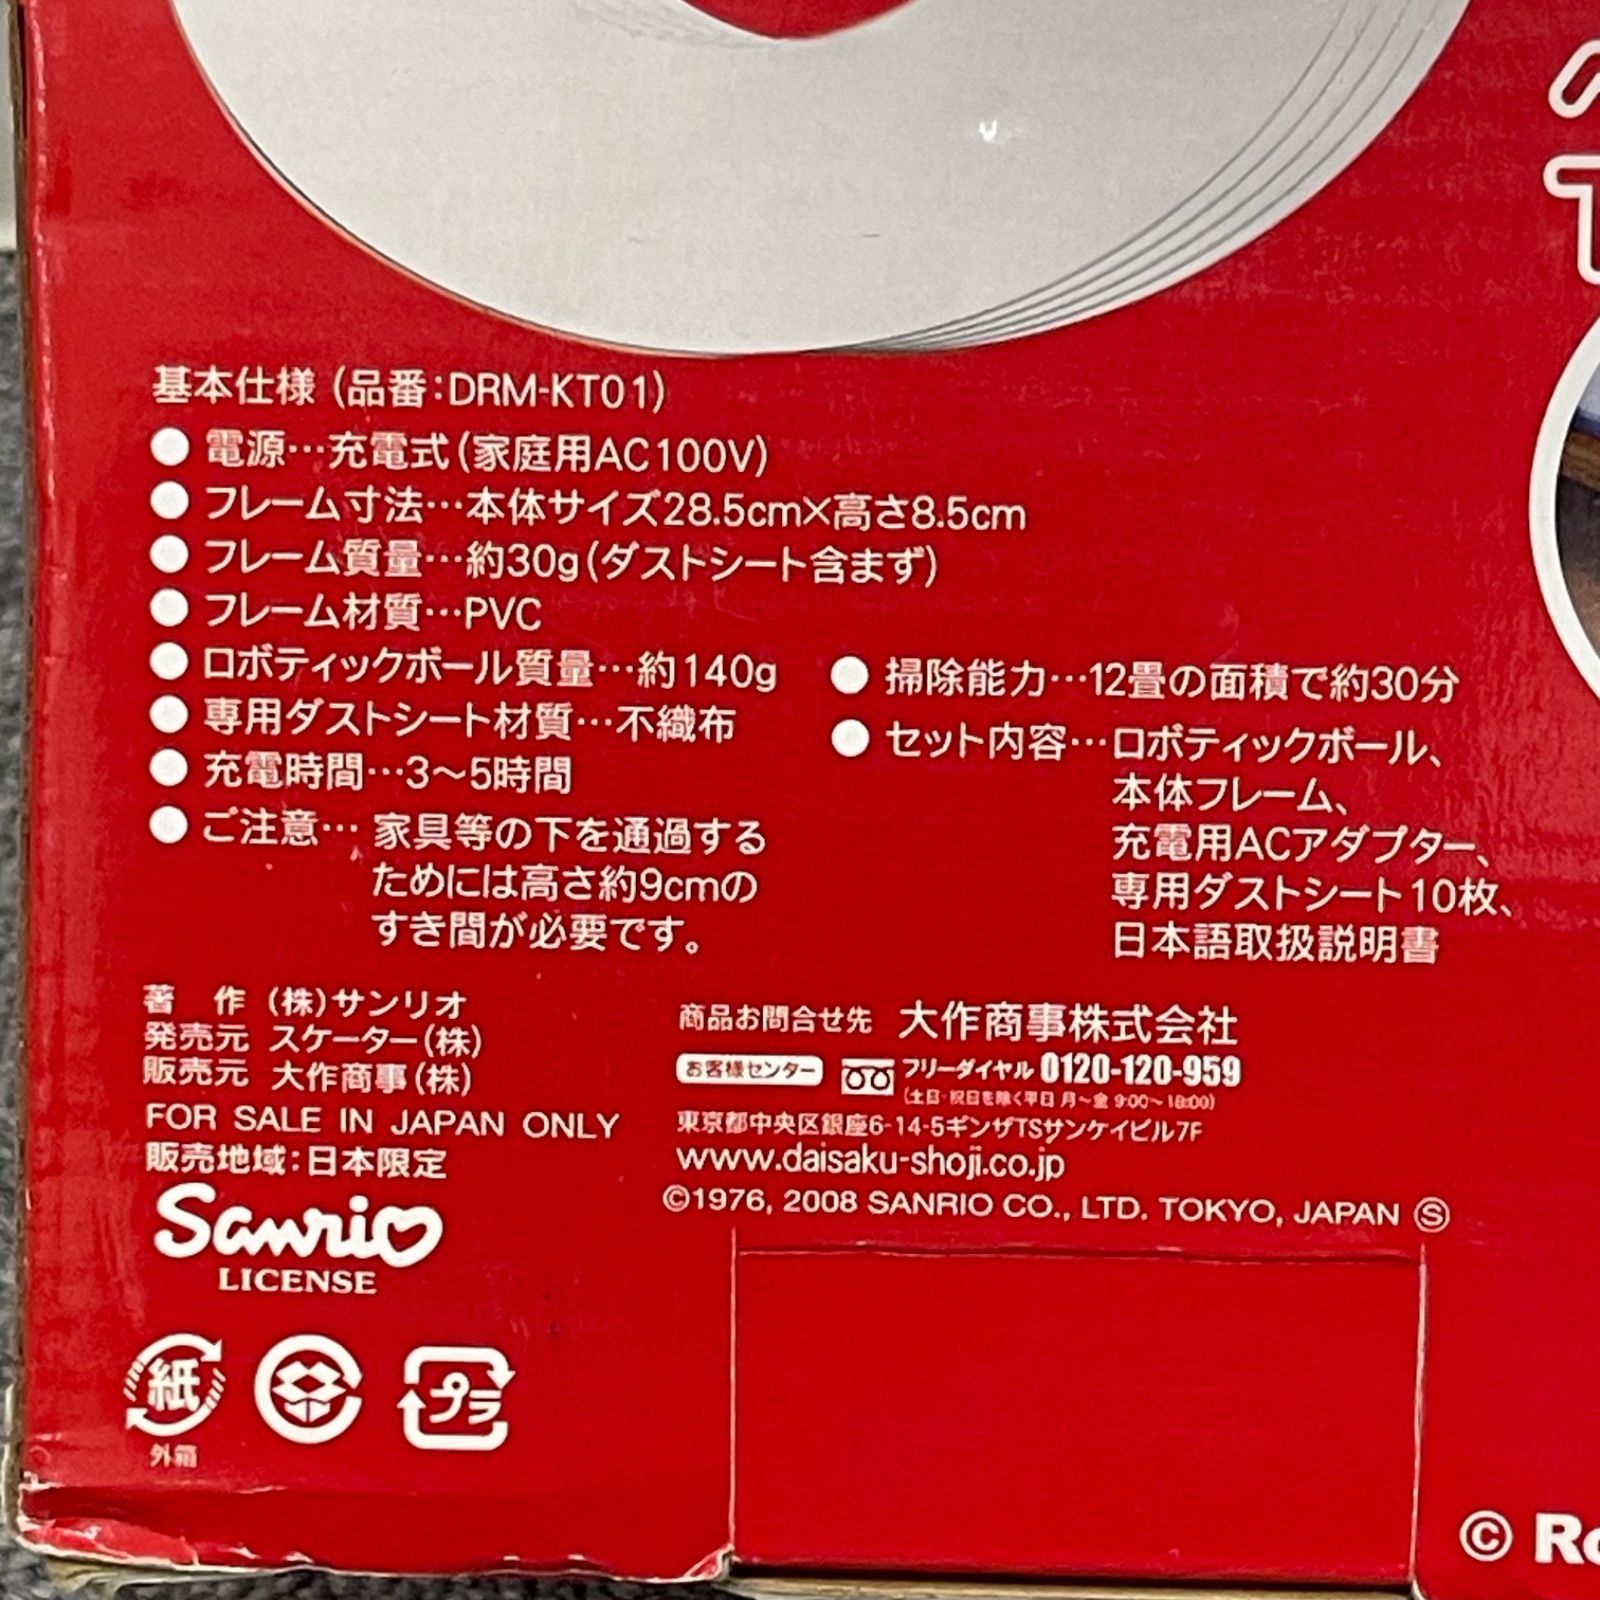 基本仕様 (品番:DRM-KT01)
● 電源…充電式(家庭用AC100V)
● フレーム寸法…本体サイズ28.5cm×高さ8.5cm
● フレーム質量…約30g(ダストシート含まず)
● フレーム材質…PVC
● ロボティックボール質量…約140g
● 専用ダストシート材質…不織布
● 充電時間…3〜5時間
● ご注意… 家具等の下を通過する
ためには高さ約9cmの
すき間が必要です。
● 掃除能力…12畳の面積で約30分
● セット内容…ロボティックボール、
本体フレーム、
充電用ACアダプター、
専用ダストシート10枚、
日本語取扱説明書
著 作 (株)サンリオ
発売元 スケーター(株)
販売元 大作商事(株)
FOR SALE IN JAPAN ONLY
販売地域:日本限定
Sanrio
LICENSE
商品お問合せ先 大作商事株式会社
お客様センター フリーダイヤル 0120-120-959
(土日・祝日を除く平日 月〜金 9:00〜18:00)
東京都中央区銀座6-14-5ギンザTSサンケイビル7F
www.daisaku-shoji.co.jp
©1976, 2008 SANRIO CO., LTD. TOKYO, JAPAN Ⓢ
紙
外箱
プラ